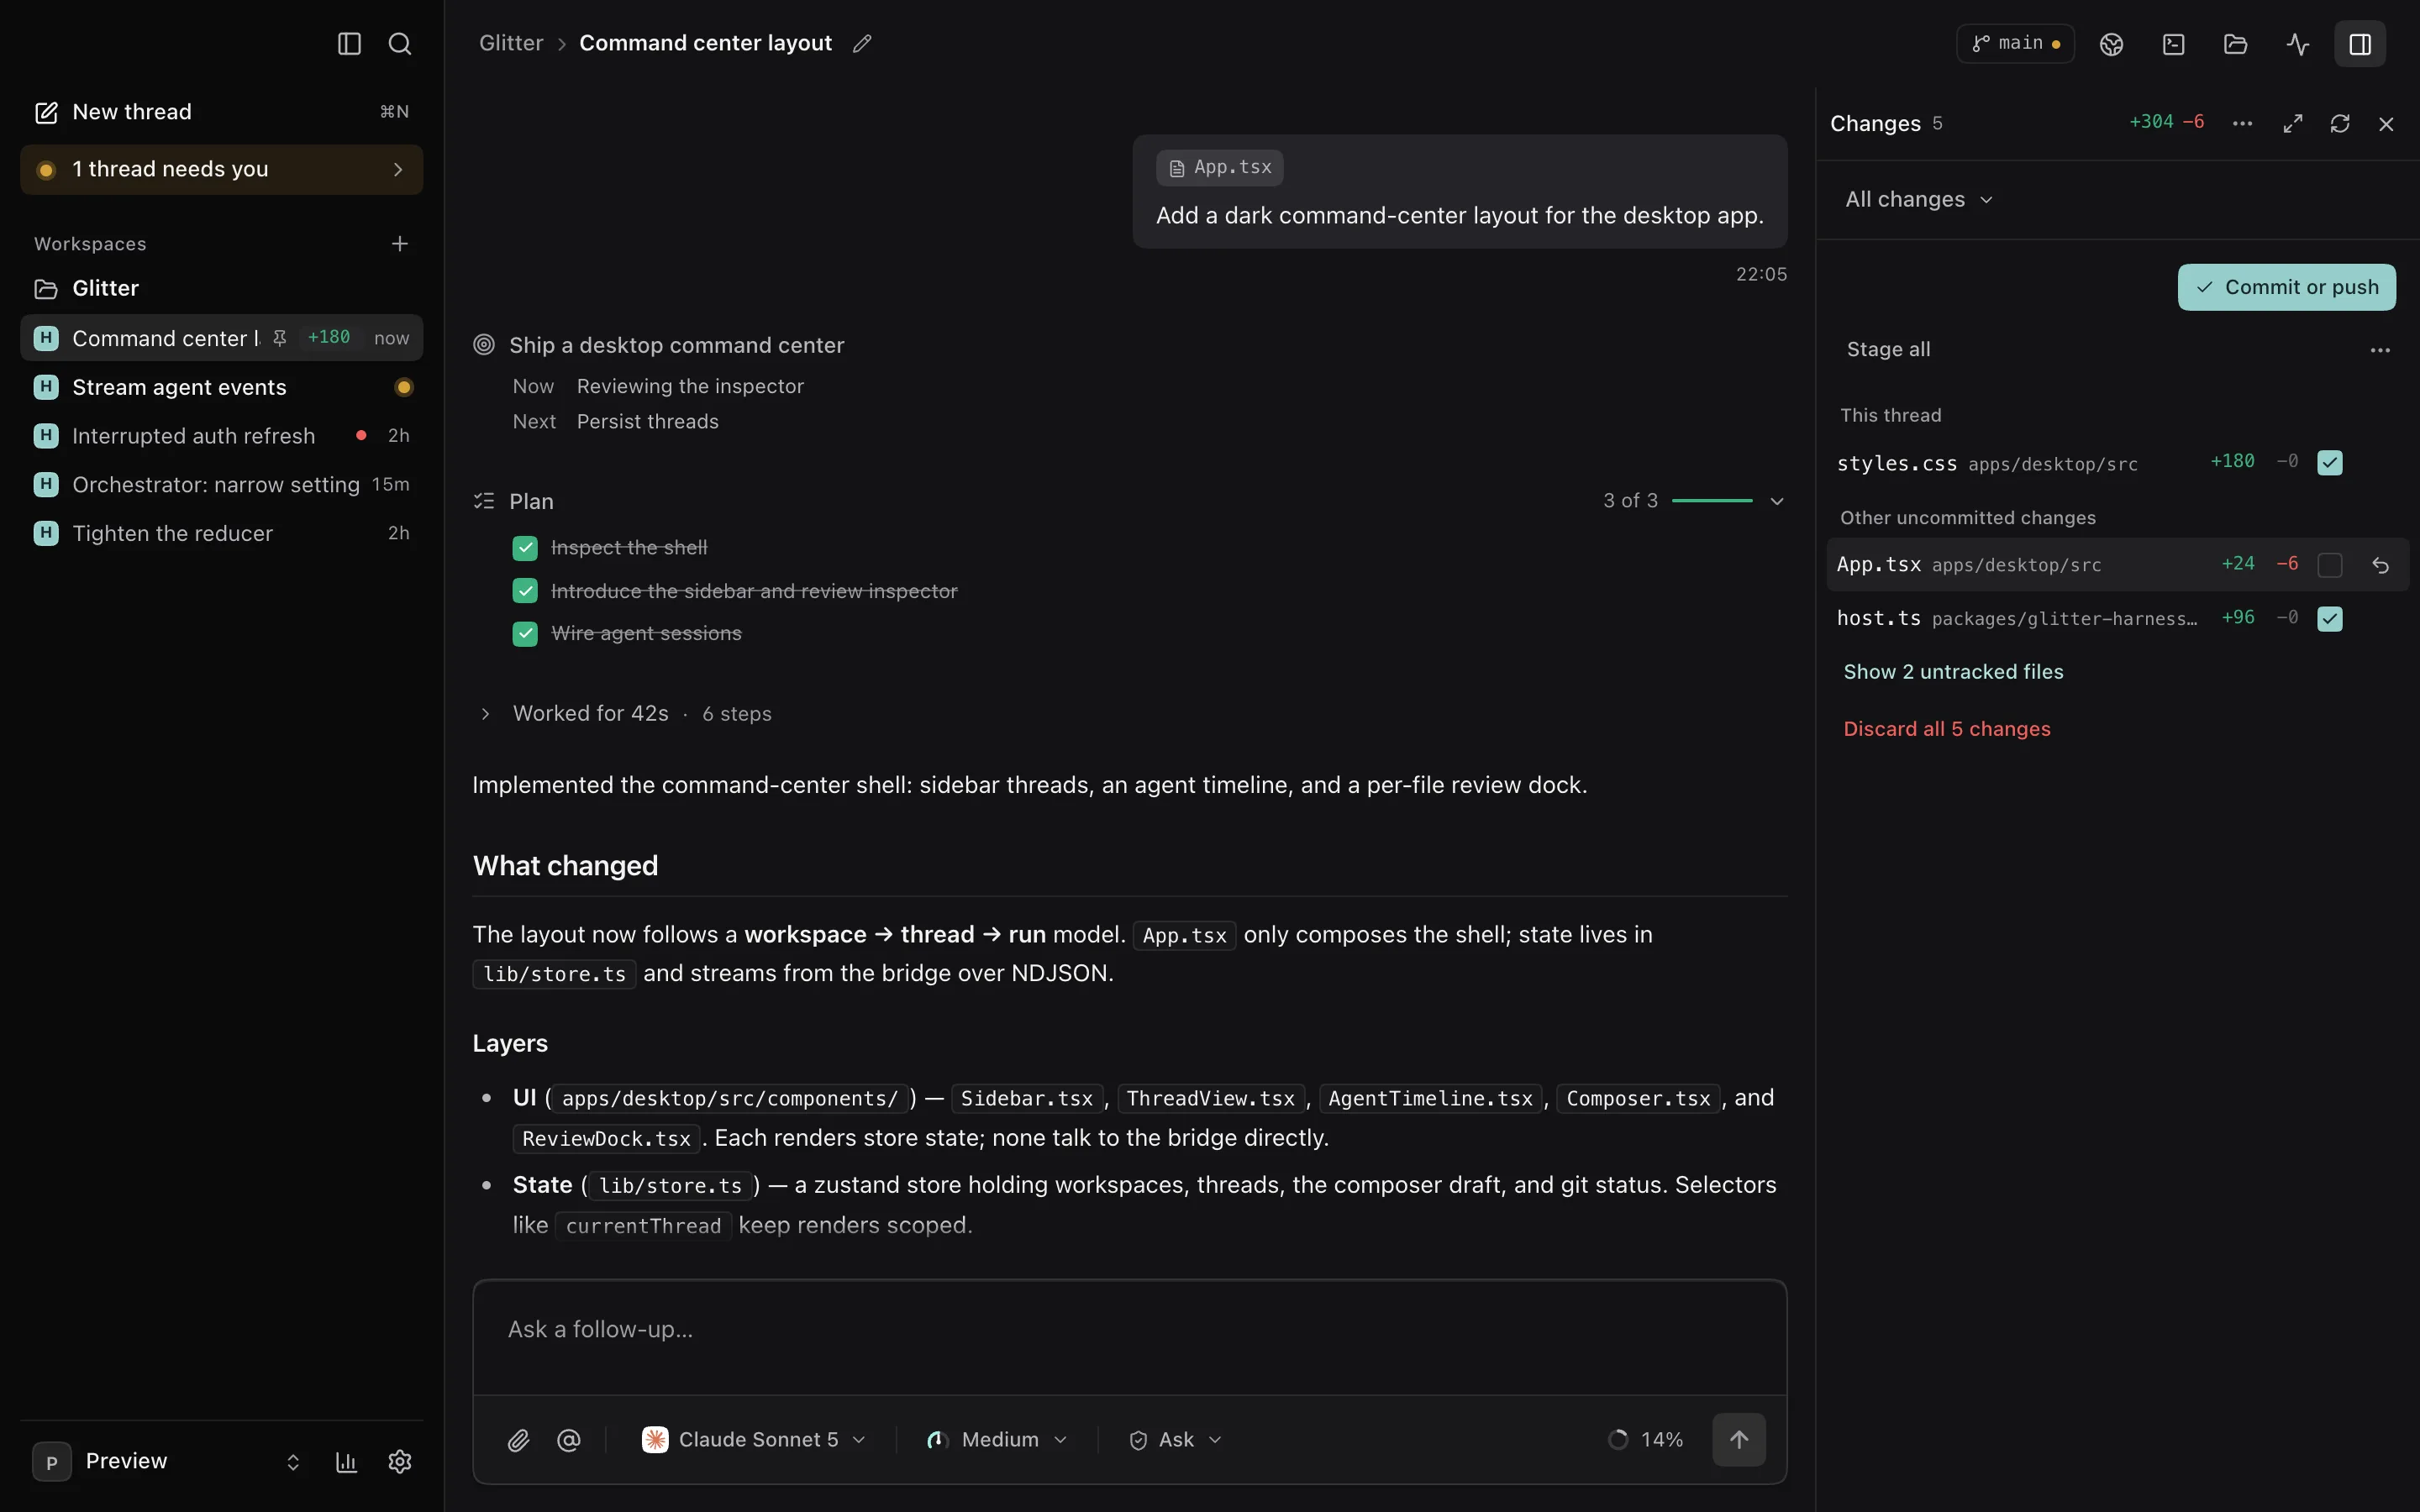 New thread ⌘N
1 thread needs you
Workspaces
Glitter
H Command center l +180 now
H Stream agent events
H Interrupted auth refresh 2h
H Orchestrator: narrow setting 15m
H Tighten the reducer 2h
P Preview
Glitter > Command center layout
main
App.tsx
Add a dark command-center layout for the desktop app.
22:05
Ship a desktop command center
Now Reviewing the inspector
Next Persist threads
Plan 3 of 3
Inspect the shell
Introduce the sidebar and review inspector
Wire agent sessions
Worked for 42s · 6 steps
Implemented the command-center shell: sidebar threads, an agent timeline, and a per-file review dock.
What changed
The layout now follows a workspace → thread → run model. App.tsx only composes the shell; state lives in
lib/store.ts and streams from the bridge over NDJSON.
Layers
• UI (apps/desktop/src/components/) — Sidebar.tsx, ThreadView.tsx, AgentTimeline.tsx, Composer.tsx, and
ReviewDock.tsx. Each renders store state; none talk to the bridge directly.
• State (lib/store.ts) — a zustand store holding workspaces, threads, the composer draft, and git status. Selectors
like currentThread keep renders scoped.
Ask a follow-up...
Claude Sonnet 5 Medium Ask 14%
Changes 5 +304 −6
All changes
Commit or push
Stage all
This thread
styles.css apps/desktop/src +180 −0
Other uncommitted changes
App.tsx apps/desktop/src +24 −6
host.ts packages/glitter-harness… +96 −0
Show 2 untracked files
Discard all 5 changes